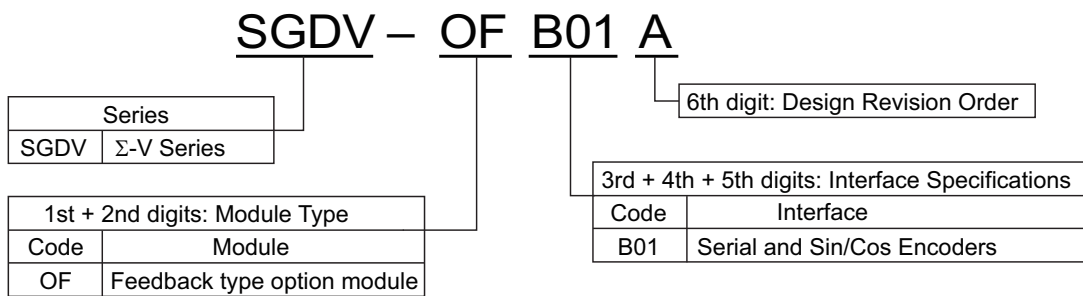 SGDV – OF B01 A
6th digit: Design Revision Order
Series
SGDV Σ-V Series
3rd + 4th + 5th digits: Interface Specifications
Code Interface
B01 Serial and Sin/Cos Encoders
1st + 2nd digits: Module Type
Code Module
OF Feedback type option module